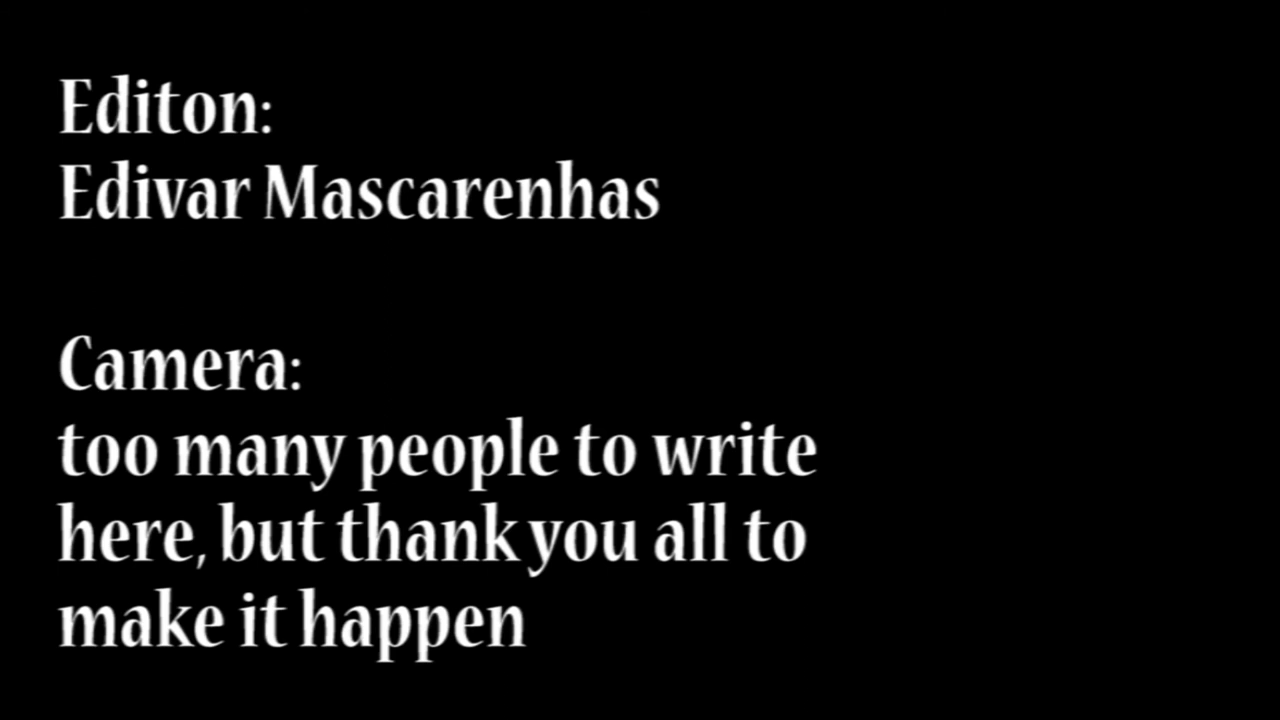 Editon:
Edivar Mascarenhas
Camera:
too many people to write
here, but thank you all to
make it happen